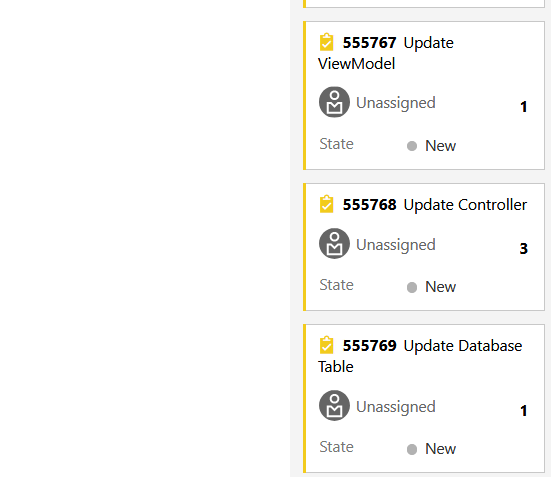 555767 Update
ViewModel
Unassigned 1
State New
555768 Update Controller
Unassigned 3
State New
555769 Update Database
Table
Unassigned 1
State New